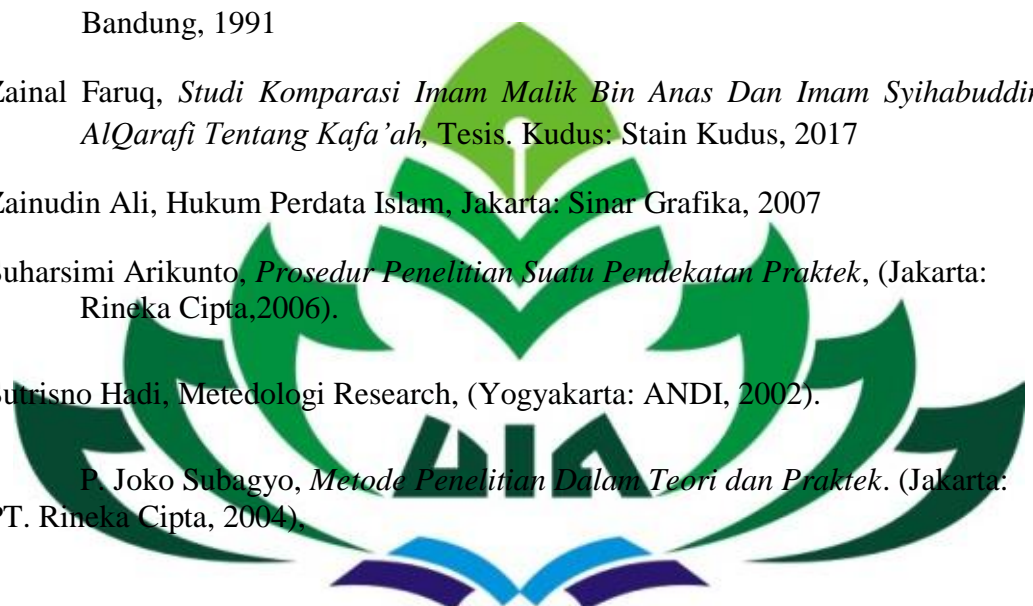 Bandung, 1991
Zainal Faruq, Studi Komparasi Imam Malik Bin Anas Dan Imam Syihabuddin
AlQarafi Tentang Kafa’ah, Tesis. Kudus: Stain Kudus, 2017
Zainudin Ali, Hukum Perdata Islam, Jakarta: Sinar Grafika, 2007
Suharsimi Arikunto, Prosedur Penelitian Suatu Pendekatan Praktek, (Jakarta:
Rineka Cipta,2006).
Sutrisno Hadi, Metedologi Research, (Yogyakarta: ANDI, 2002).
UIN
P. Joko Subagyo, Metode Penelitian Dalam Teori dan Praktek. (Jakarta:
PT. Rineka Cipta, 2004),